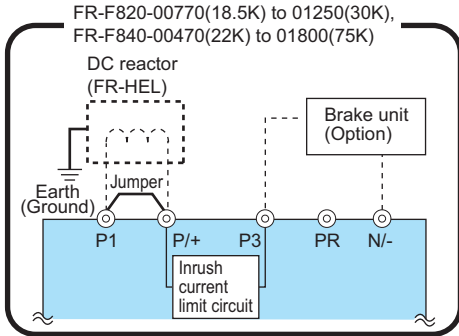 FR-F820-00770(18.5K) to 01250(30K),
FR-F840-00470(22K) to 01800(75K)
DC reactor
(FR-HEL)
Brake unit
(Option)
Earth
(Ground)
Jumper
P1
P/+
P3
PR
N/-
Inrush
current
limit circuit